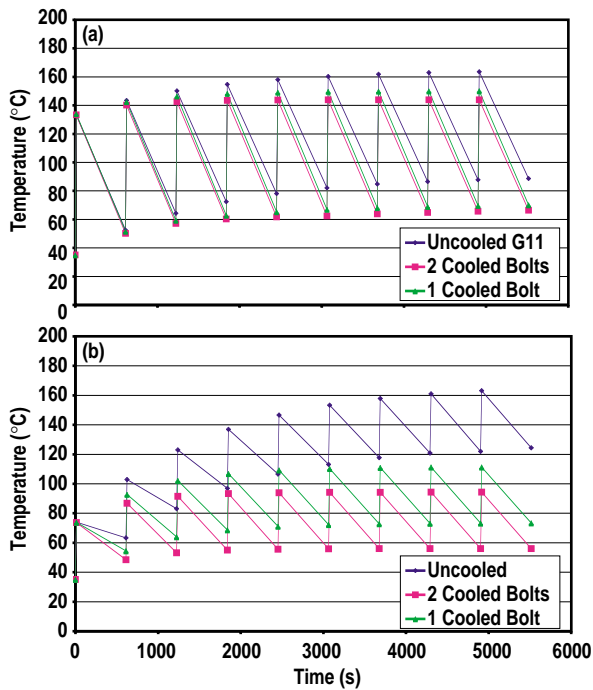 (a)
Temperature (°C)
200
180
160
140
120
100
80
60
40
20
0
Uncooled G11
2 Cooled Bolts
1 Cooled Bolt
(b)
Temperature (°C)
200
180
160
140
120
100
80
60
40
20
0
Uncooled
2 Cooled Bolts
1 Cooled Bolt
0 1000 2000 3000 4000 5000 6000
Time (s)